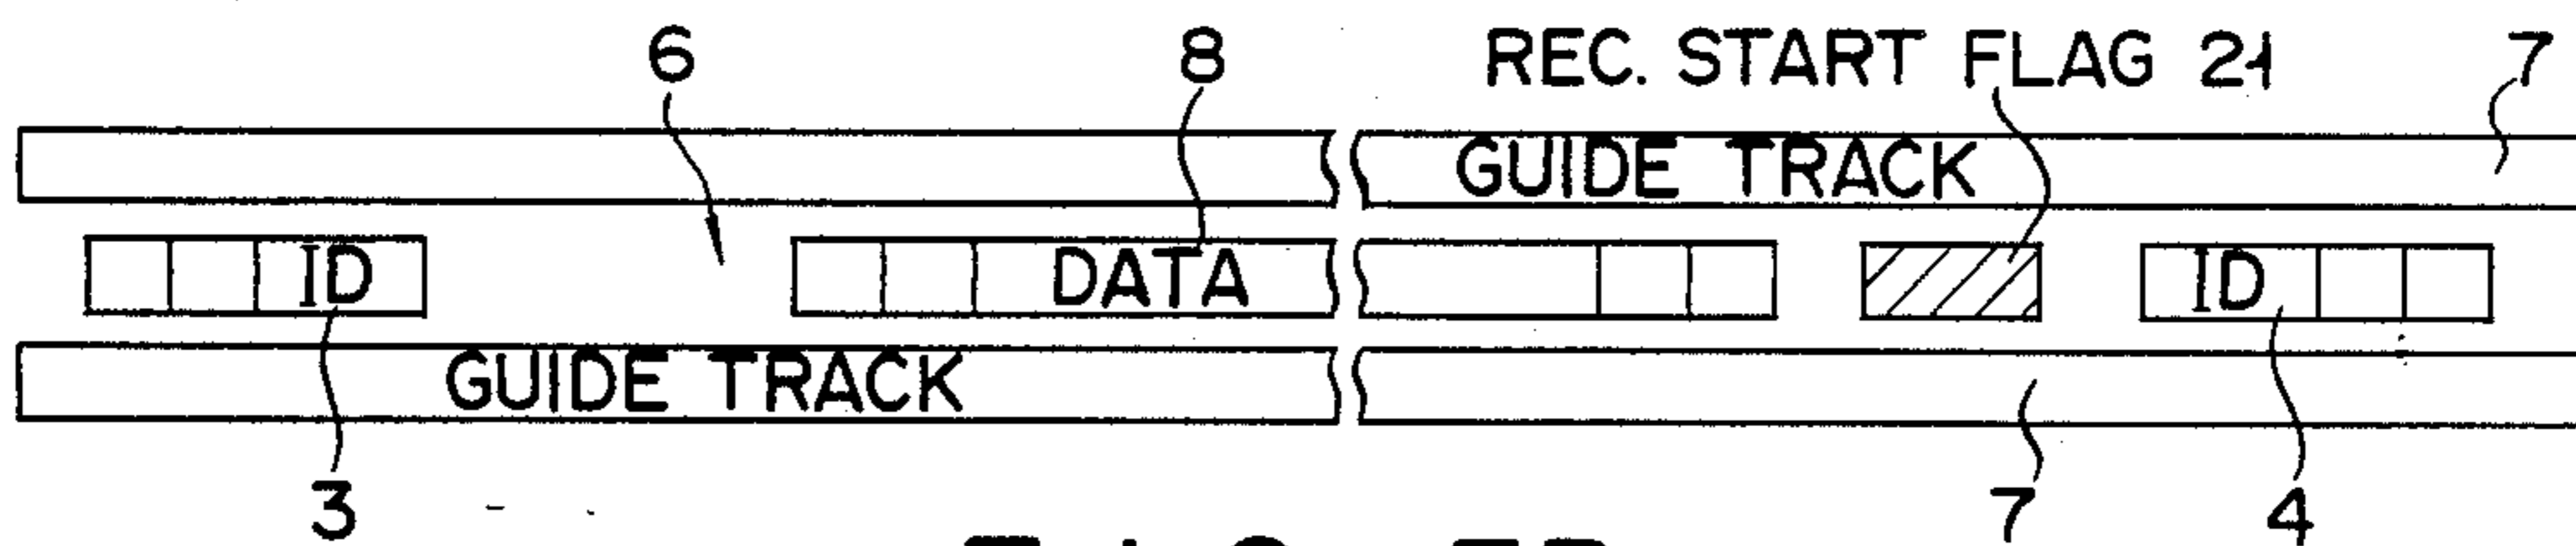 6 8 REC. START FLAG 21 7
GUIDE TRACK
ID DATA ID
GUIDE TRACK
3 7 4